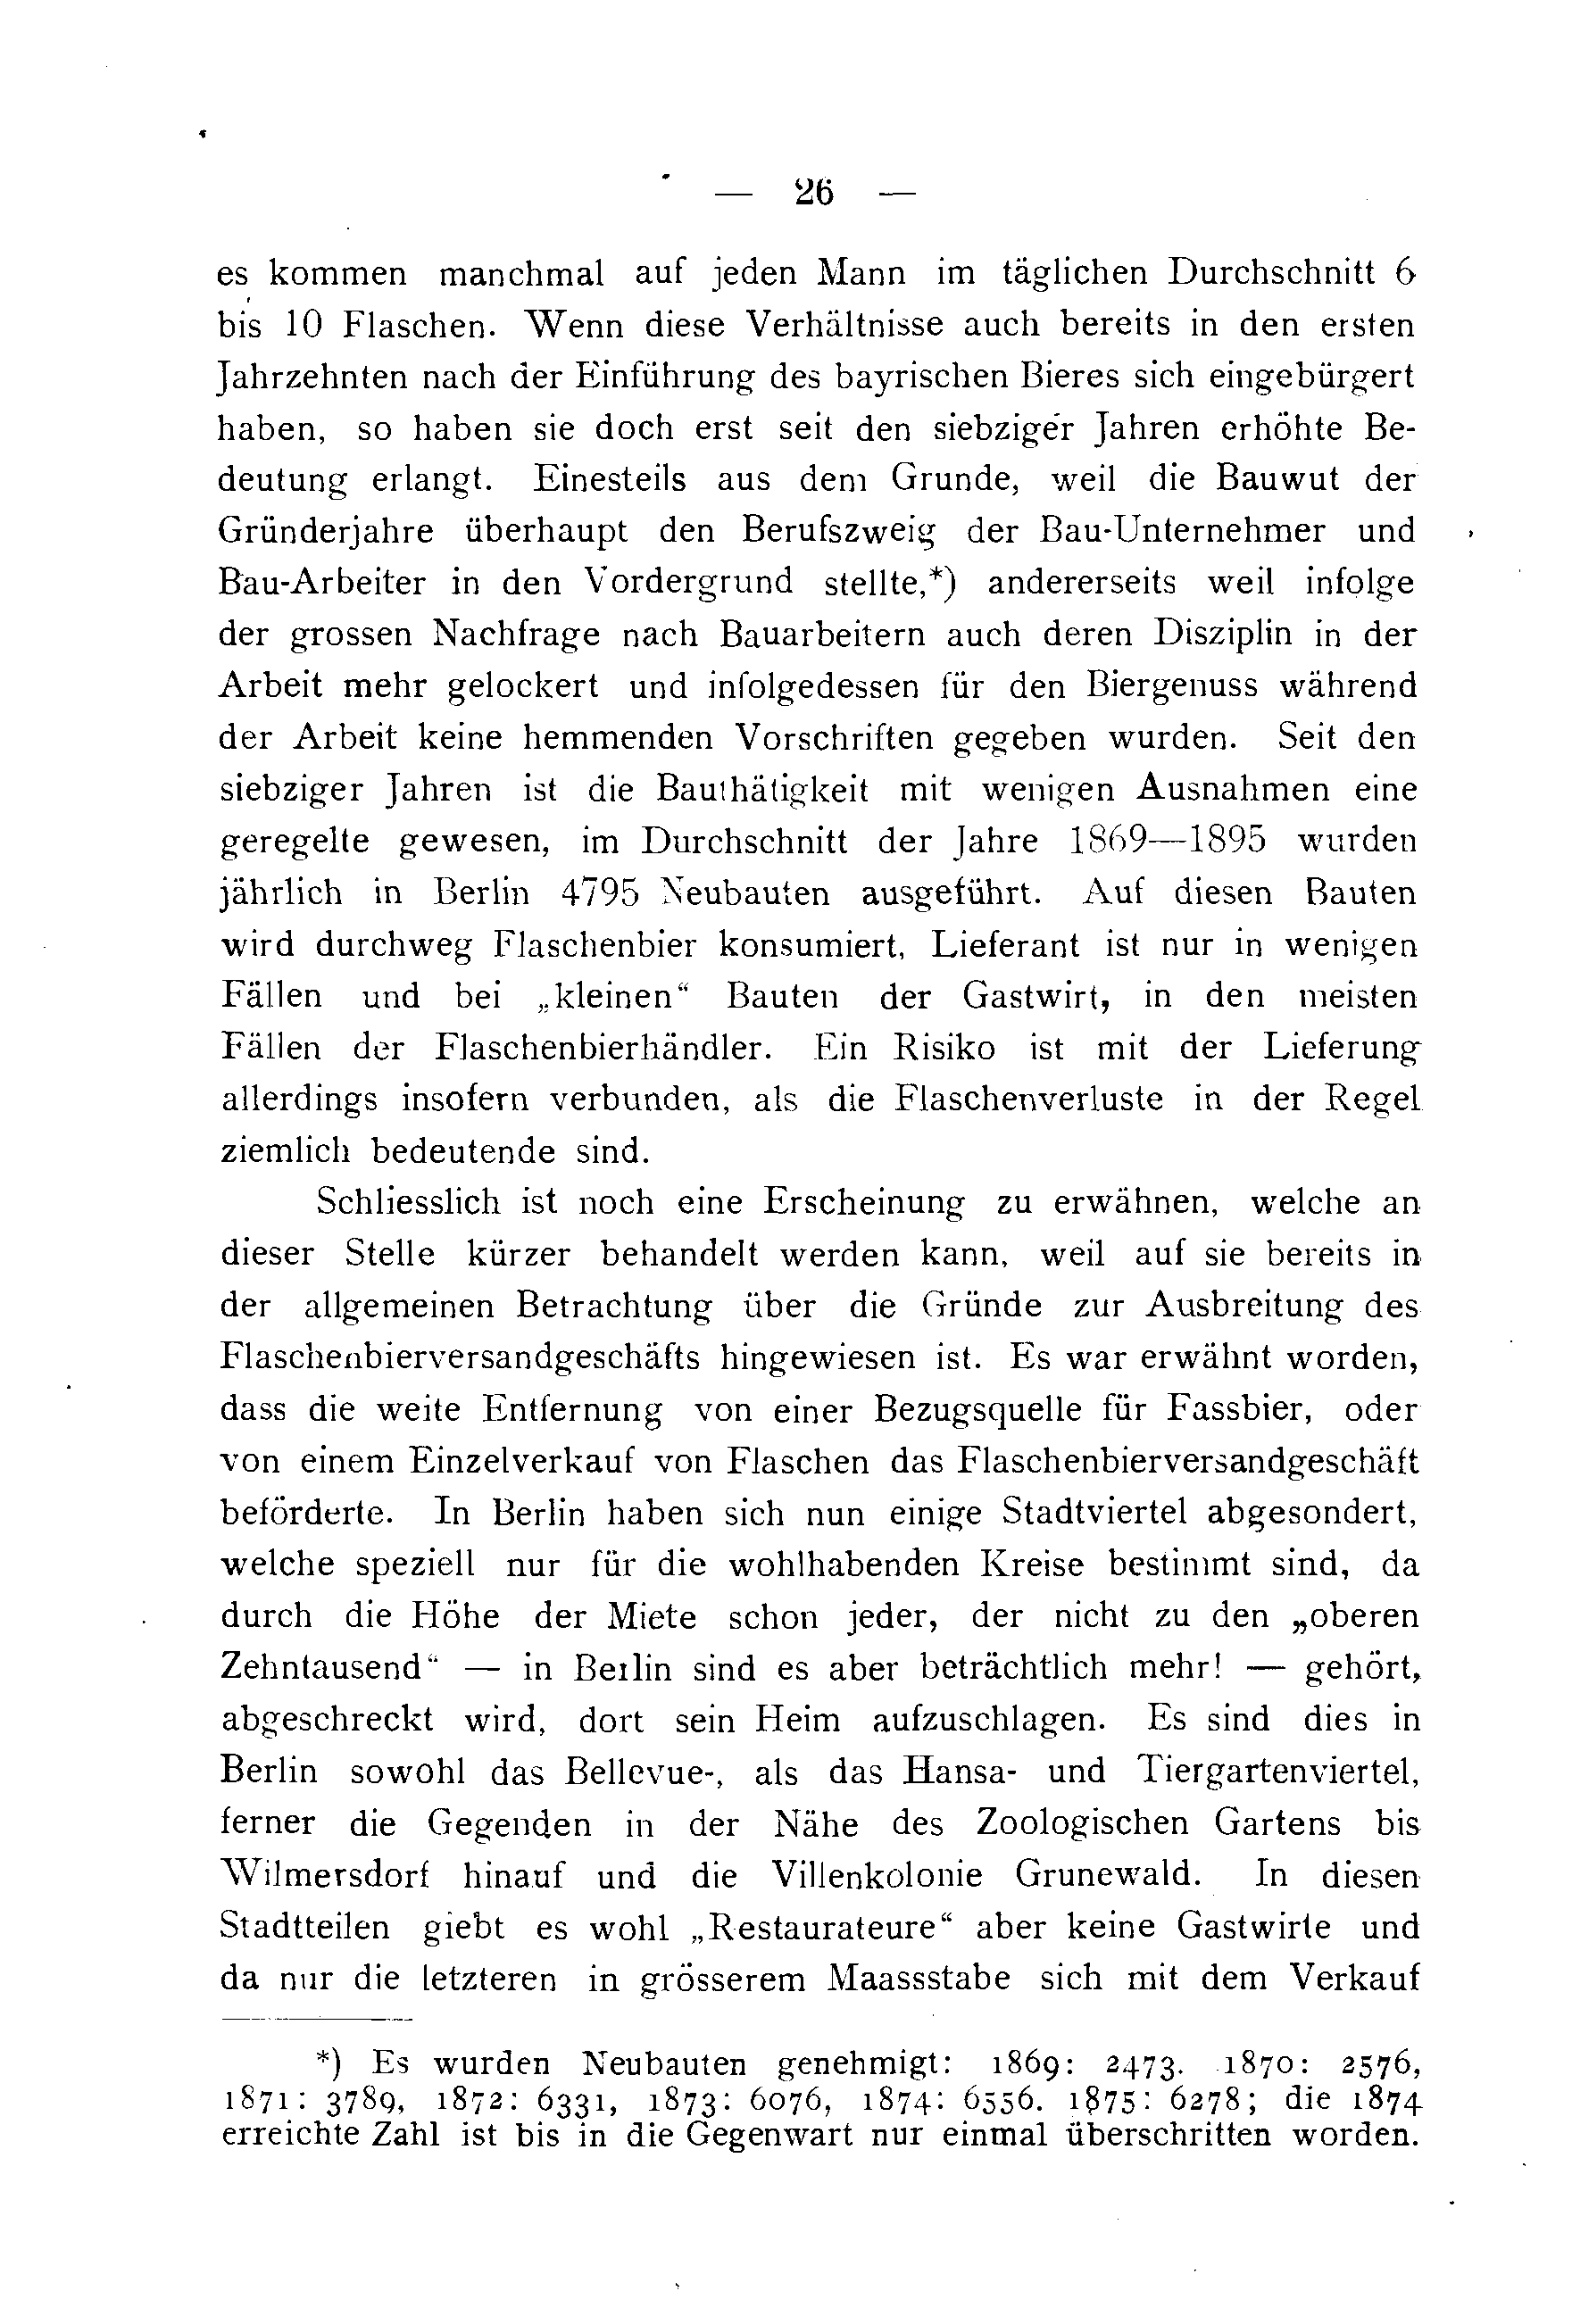 — 26 —
es kommen manchmal auf jeden Mann im täglichen Durchschnitt 6
bis 10 Flaschen. Wenn diese Verhältnisse auch bereits in den ersten
Jahrzehnten nach der Einführung des bayrischen Bieres sich eingebürgert
haben, so haben sie doch erst seit den siebziger Jahren erhöhte Be-
deutung erlangt. Einesteils aus dem Grunde, weil die Bauwut der
Gründerjahre überhaupt den Berufszweig der Bau-Unternehmer und
Bau-Arbeiter in den Vordergrund stellte,*) andererseits weil infolge
der grossen Nachfrage nach Bauarbeitern auch deren Disziplin in der
Arbeit mehr gelockert und infolgedessen für den Biergenuss während
der Arbeit keine hemmenden Vorschriften gegeben wurden. Seit den
siebziger Jahren ist die Bauthätigkeit mit wenigen Ausnahmen eine
geregelte gewesen, im Durchschnitt der Jahre 1869—1895 wurden
jährlich in Berlin 4795 Neubauten ausgeführt. Auf diesen Bauten
wird durchweg Flaschenbier konsumiert, Lieferant ist nur in wenigen
Fällen und bei „kleinen“ Bauten der Gastwirt, in den meisten
Fällen der Flaschenbierhändler. Ein Risiko ist mit der Lieferung
allerdings insofern verbunden, als die Flaschenverluste in der Regel
ziemlich bedeutende sind.
Schliesslich ist noch eine Erscheinung zu erwähnen, welche an
dieser Stelle kürzer behandelt werden kann, weil auf sie bereits in
der allgemeinen Betrachtung über die Gründe zur Ausbreitung des
Flaschenbierversandgeschäfts hingewiesen ist. Es war erwähnt worden,
dass die weite Entfernung von einer Bezugsquelle für Fassbier, oder
von einem Einzelverkauf von Flaschen das Flaschenbierversandgeschäft
beförderte. In Berlin haben sich nun einige Stadtviertel abgesondert,
welche speziell nur für die wohlhabenden Kreise bestimmt sind, da
durch die Höhe der Miete schon jeder, der nicht zu den „oberen
Zehntausend“ — in Berlin sind es aber beträchtlich mehr! — gehört,
abgeschreckt wird, dort sein Heim aufzuschlagen. Es sind dies in
Berlin sowohl das Bellevue-, als das Hansa- und Tiergartenviertel,
ferner die Gegenden in der Nähe des Zoologischen Gartens bis
Wilmersdorf hinauf und die Villenkolonie Grunewald. In diesen
Stadtteilen giebt es wohl „Restaurateure“ aber keine Gastwirte und
da nur die letzteren in grösserem Maassstabe sich mit dem Verkauf
*) Es wurden Neubauten genehmigt: 1869: 2473. 1870: 2576,
1871: 3789, 1872: 6331, 1873: 6076, 1874: 6556. 1875: 6278; die 1874
erreichte Zahl ist bis in die Gegenwart nur einmal überschritten worden.